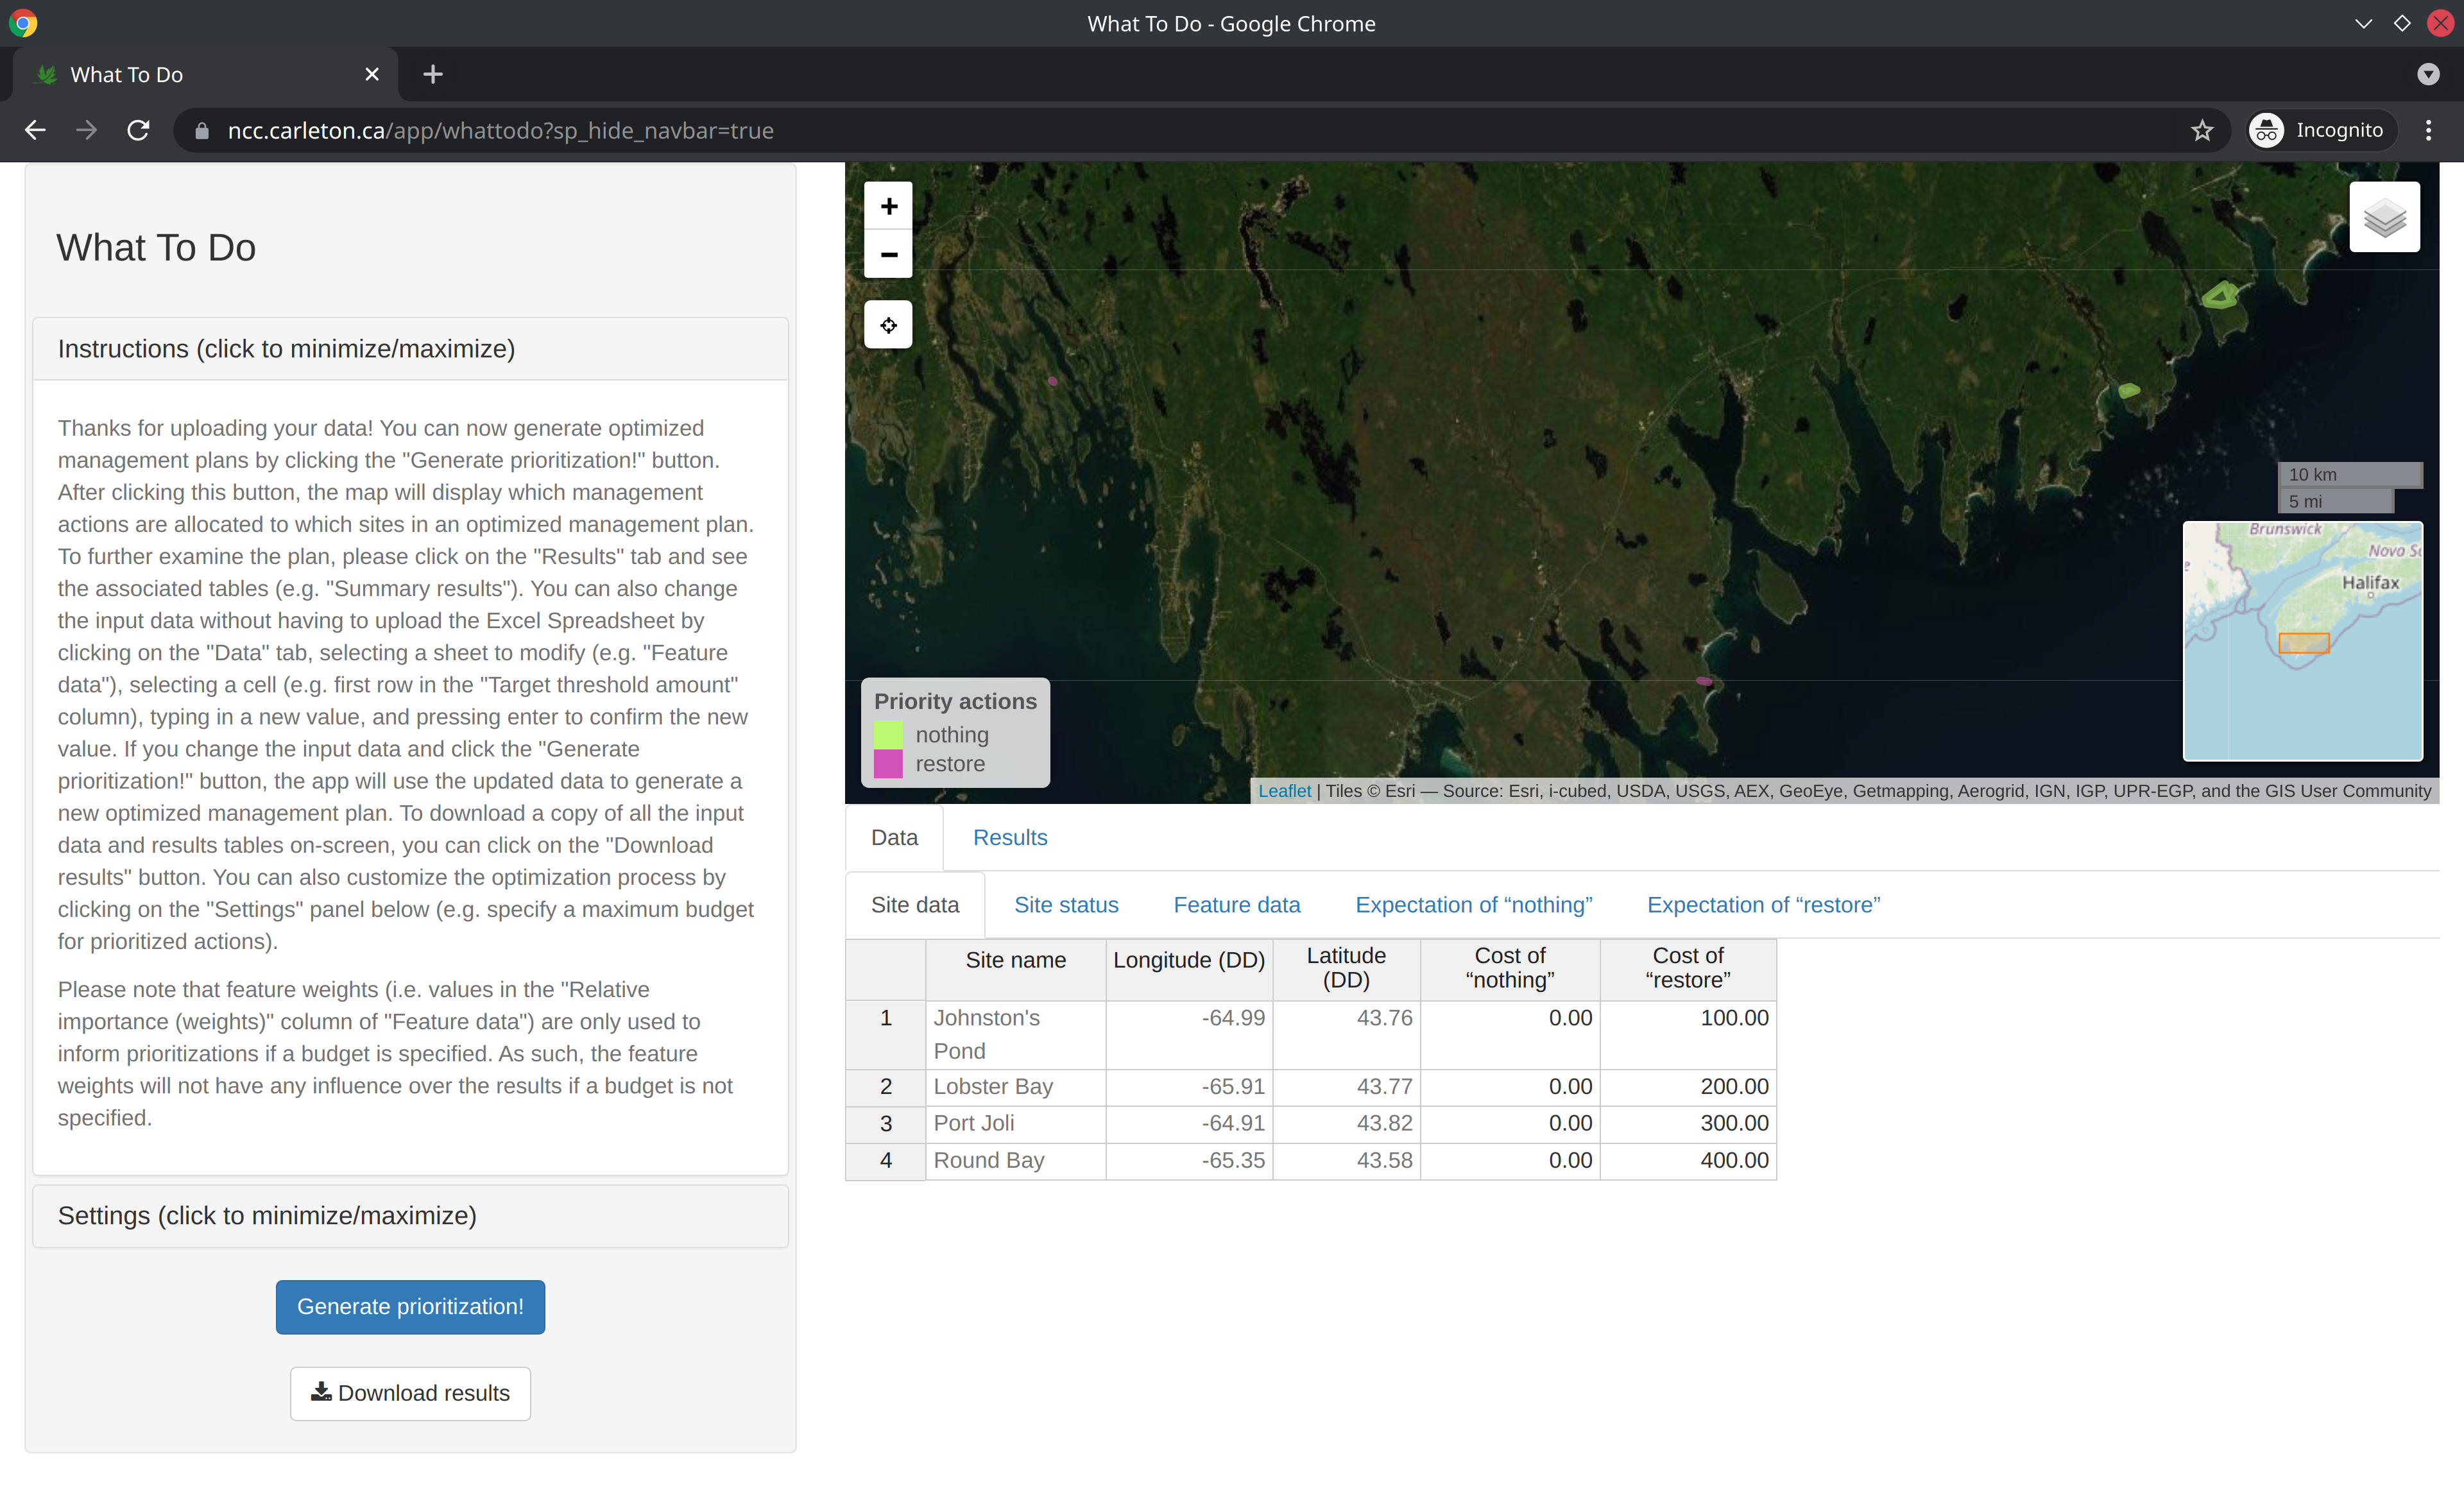 What To Do - Google Chrome
What To Do
ncc.carleton.ca/app/whattodo?sp_hide_navbar=true
Incognito
What To Do
Instructions (click to minimize/maximize)
Thanks for uploading your data! You can now generate optimized
management plans by clicking the "Generate prioritization!" button.
After clicking this button, the map will display which management
actions are allocated to which sites in an optimized management plan.
To further examine the plan, please click on the "Results" tab and see
the associated tables (e.g. "Summary results"). You can also change
the input data without having to upload the Excel Spreadsheet by
clicking on the "Data" tab, selecting a sheet to modify (e.g. "Feature
data"), selecting a cell (e.g. first row in the "Target threshold amount"
column), typing in a new value, and pressing enter to confirm the new
value. If you change the input data and click the "Generate
prioritization!" button, the app will use the updated data to generate a
new optimized management plan. To download a copy of all the input
data and results tables on-screen, you can click on the "Download
results" button. You can also customize the optimization process by
clicking on the "Settings" panel below (e.g. specify a maximum budget
for prioritized actions).
Please note that feature weights (i.e. values in the "Relative
importance (weights)" column of "Feature data") are only used to
inform prioritizations if a budget is specified. As such, the feature
weights will not have any influence over the results if a budget is not
specified.
Settings (click to minimize/maximize)
Generate prioritization!
Download results
+
−
10 km
5 mi
Brunswick
Nova Sc
Halifax
Priority actions
nothing
restore
Leaflet | Tiles © Esri — Source: Esri, i-cubed, USDA, USGS, AEX, GeoEye, Getmapping, Aerogrid, IGN, IGP, UPR-EGP, and the GIS User Community
Data Results
Site data Site status Feature data Expectation of “nothing” Expectation of “restore”
Site name Longitude (DD) Latitude (DD) Cost of “nothing” Cost of “restore”
1 Johnston's Pond -64.99 43.76 0.00 100.00
2 Lobster Bay -65.91 43.77 0.00 200.00
3 Port Joli -64.91 43.82 0.00 300.00
4 Round Bay -65.35 43.58 0.00 400.00